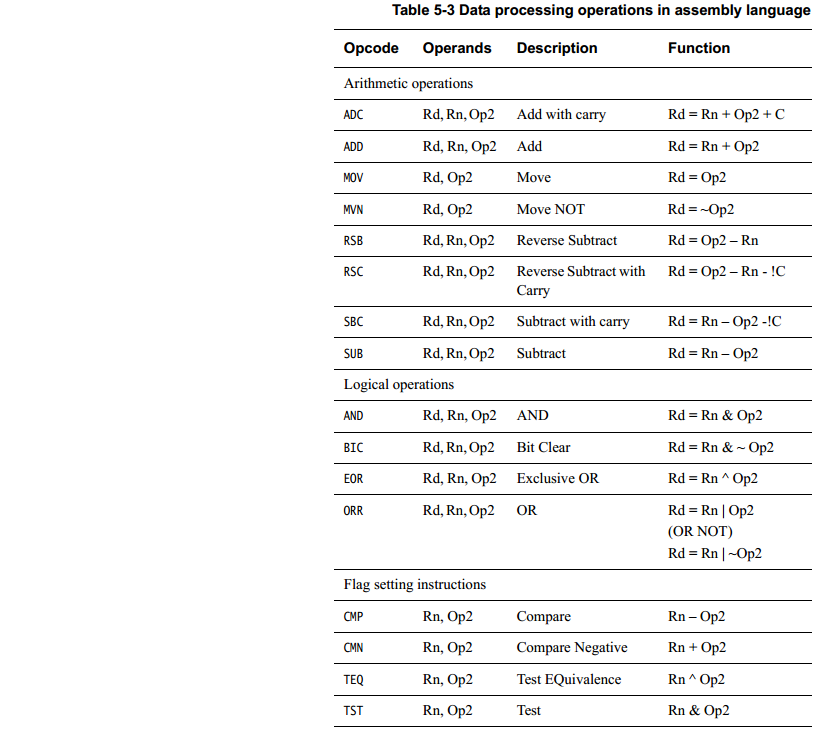 Table 5-3 Data processing operations in assembly language
Opcode Operands Description Function
Arithmetic operations
ADC Rd, Rn, Op2 Add with carry Rd = Rn + Op2 + C
ADD Rd, Rn, Op2 Add Rd = Rn + Op2
MOV Rd, Op2 Move Rd = Op2
MVN Rd, Op2 Move NOT Rd = ~Op2
RSB Rd, Rn, Op2 Reverse Subtract Rd = Op2 – Rn
RSC Rd, Rn, Op2 Reverse Subtract with Rd = Op2 – Rn - !C
Carry
SBC Rd, Rn, Op2 Subtract with carry Rd = Rn – Op2 -!C
SUB Rd, Rn, Op2 Subtract Rd = Rn – Op2
Logical operations
AND Rd, Rn, Op2 AND Rd = Rn & Op2
BIC Rd, Rn, Op2 Bit Clear Rd = Rn & ~ Op2
EOR Rd, Rn, Op2 Exclusive OR Rd = Rn ^ Op2
ORR Rd, Rn, Op2 OR Rd = Rn | Op2
(OR NOT)
Rd = Rn | ~Op2
Flag setting instructions
CMP Rn, Op2 Compare Rn – Op2
CMN Rn, Op2 Compare Negative Rn + Op2
TEQ Rn, Op2 Test EQuivalence Rn ^ Op2
TST Rn, Op2 Test Rn & Op2